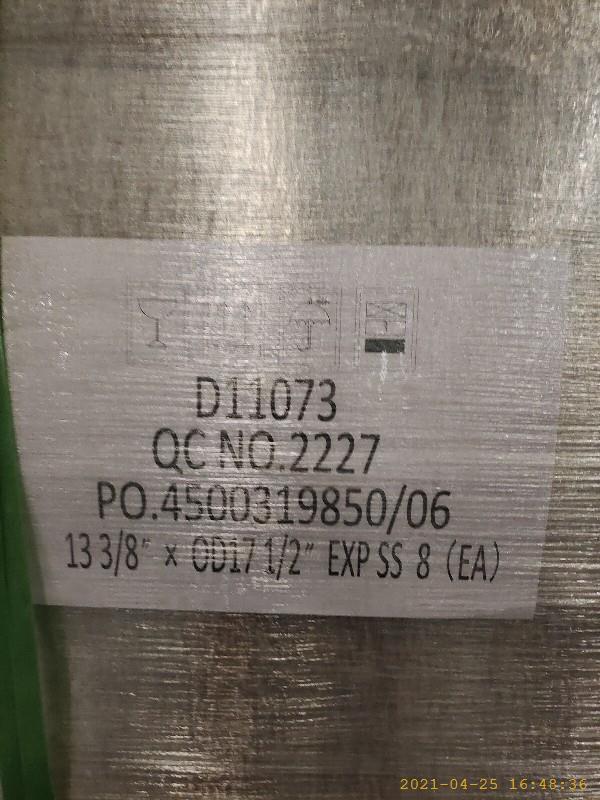 D11073
QC NO.2227
PO.4500319850/06
13 3/8" x OD17 1/2" EXP SS 8 (EA)
2021-04-25 16:48:36